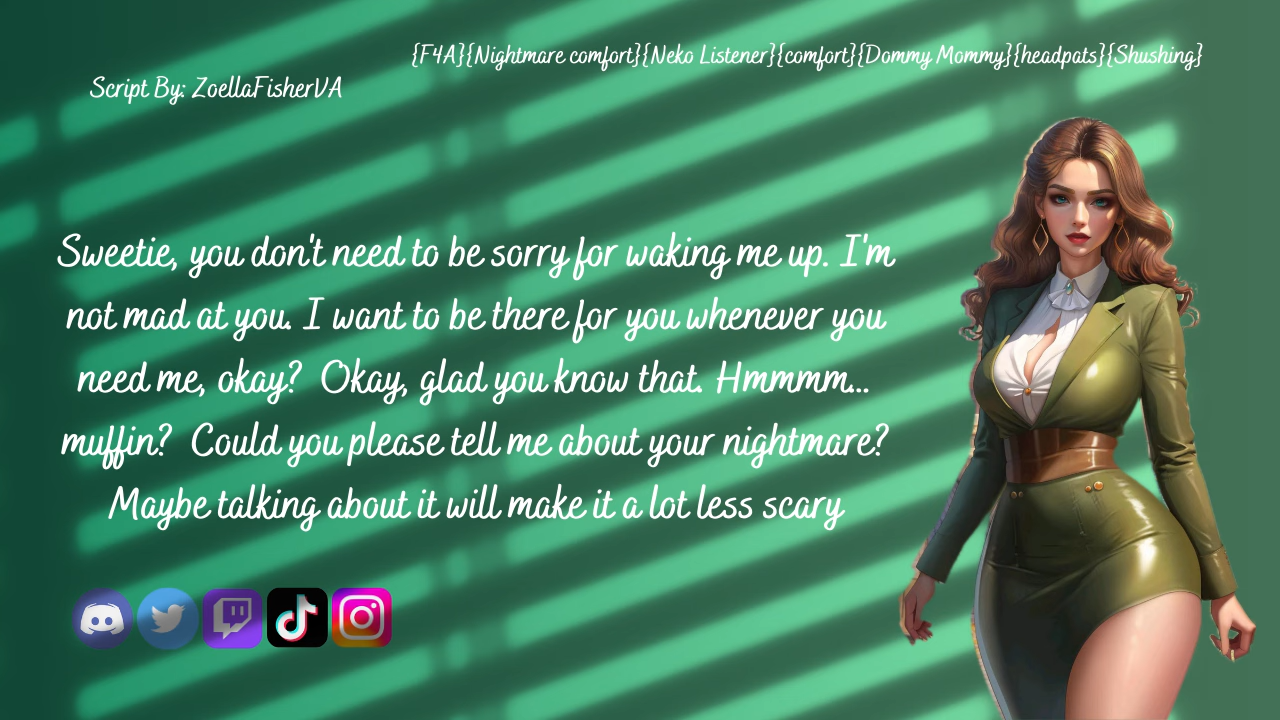 {F4A}{Nightmare comfort}{Neko Listener}{comfort}{Dommy Mommy}{headpats}{Shushing}
Script By: ZoellaFisherVA
Sweetie, you don't need to be sorry for waking me up. I'm
not mad at you. I want to be there for you whenever you
need me, okay?  Okay, glad you know that. Hmmmm...
muffin?  Could you please tell me about your nightmare?
Maybe talking about it will make it a lot less scary